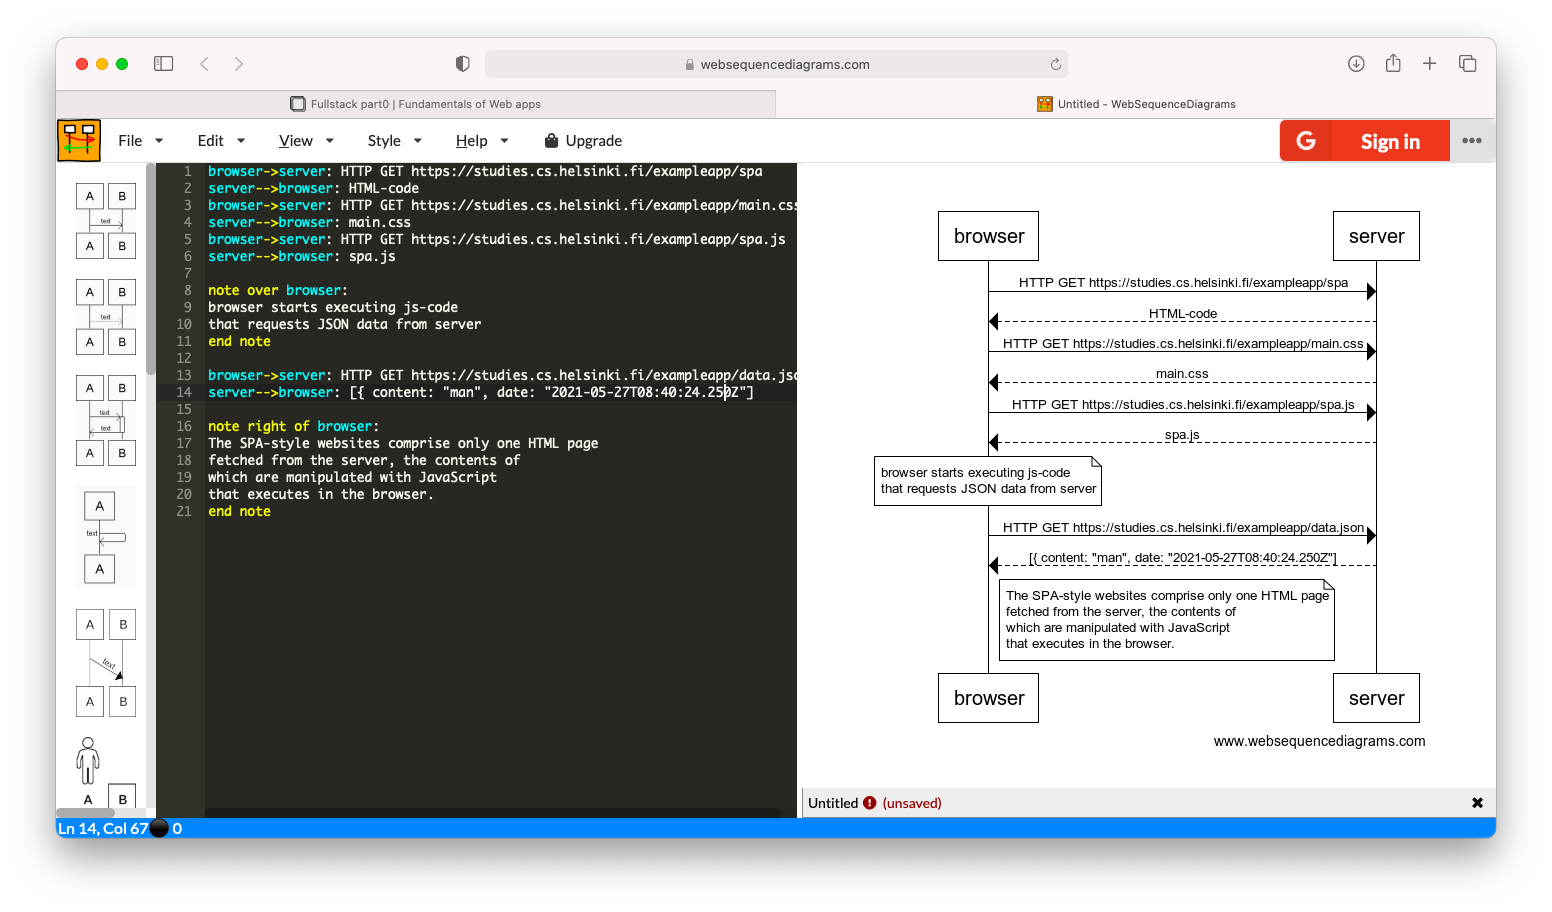 websequencediagrams.com
Fullstack part0 | Fundamentals of Web apps
Untitled - WebSequenceDiagrams
File
Edit
View
Style
Help
Upgrade
G
Sign in
A B
text
A B
A B
text
A B
A B
text
text
A B
A
text
A
A B
text
A B
A B
1 browser->server: HTTP GET https://studies.cs.helsinki.fi/exampleapp/spa
2 server-->browser: HTML-code
3 browser->server: HTTP GET https://studies.cs.helsinki.fi/exampleapp/main.css
4 server-->browser: main.css
5 browser->server: HTTP GET https://studies.cs.helsinki.fi/exampleapp/spa.js
6 server-->browser: spa.js
7
8 note over browser:
9 browser starts executing js-code
10 that requests JSON data from server
11 end note
12
13 browser->server: HTTP GET https://studies.cs.helsinki.fi/exampleapp/data.jso
14 server-->browser: [{ content: "man", date: "2021-05-27T08:40:24.250Z"]
15
16 note right of browser:
17 The SPA-style websites comprise only one HTML page
18 fetched from the server, the contents of
19 which are manipulated with JavaScript
20 that executes in the browser.
21 end note
browser
server
HTTP GET https://studies.cs.helsinki.fi/exampleapp/spa
HTML-code
HTTP GET https://studies.cs.helsinki.fi/exampleapp/main.css
main.css
HTTP GET https://studies.cs.helsinki.fi/exampleapp/spa.js
spa.js
browser starts executing js-code
that requests JSON data from server
HTTP GET https://studies.cs.helsinki.fi/exampleapp/data.json
[{ content: "man", date: "2021-05-27T08:40:24.250Z"]
The SPA-style websites comprise only one HTML page
fetched from the server, the contents of
which are manipulated with JavaScript
that executes in the browser.
browser
server
www.websequencediagrams.com
Untitled (unsaved)
Ln 14, Col 67 0